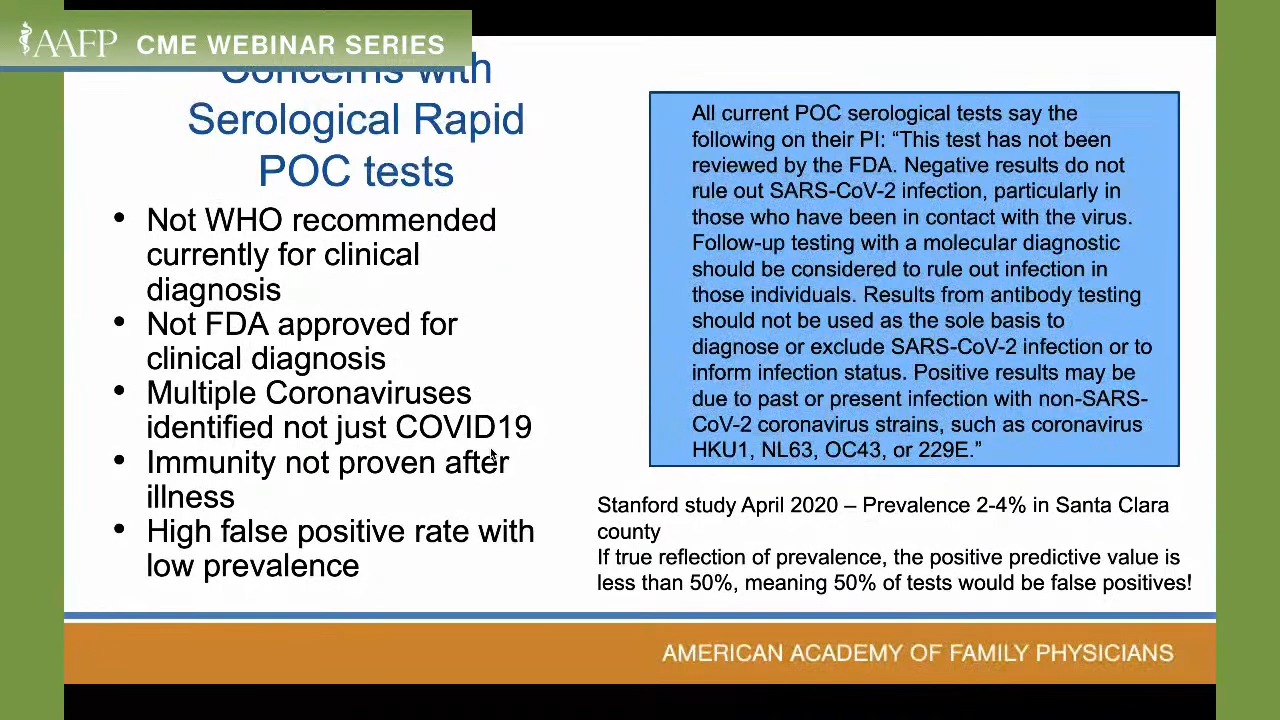 AAFP CME WEBINAR SERIES
Concerns with
Serological Rapid
POC tests
• Not WHO recommended
currently for clinical
diagnosis
• Not FDA approved for
clinical diagnosis
• Multiple Coronaviruses
identified not just COVID19
• Immunity not proven after
illness
• High false positive rate with
low prevalence
All current POC serological tests say the
following on their PI: “This test has not been
reviewed by the FDA. Negative results do not
rule out SARS-CoV-2 infection, particularly in
those who have been in contact with the virus.
Follow-up testing with a molecular diagnostic
should be considered to rule out infection in
those individuals. Results from antibody testing
should not be used as the sole basis to
diagnose or exclude SARS-CoV-2 infection or to
inform infection status. Positive results may be
due to past or present infection with non-SARS-
CoV-2 coronavirus strains, such as coronavirus
HKU1, NL63, OC43, or 229E.”
Stanford study April 2020 – Prevalence 2-4% in Santa Clara
county
If true reflection of prevalence, the positive predictive value is
less than 50%, meaning 50% of tests would be false positives!
AMERICAN ACADEMY OF FAMILY PHYSICIANS